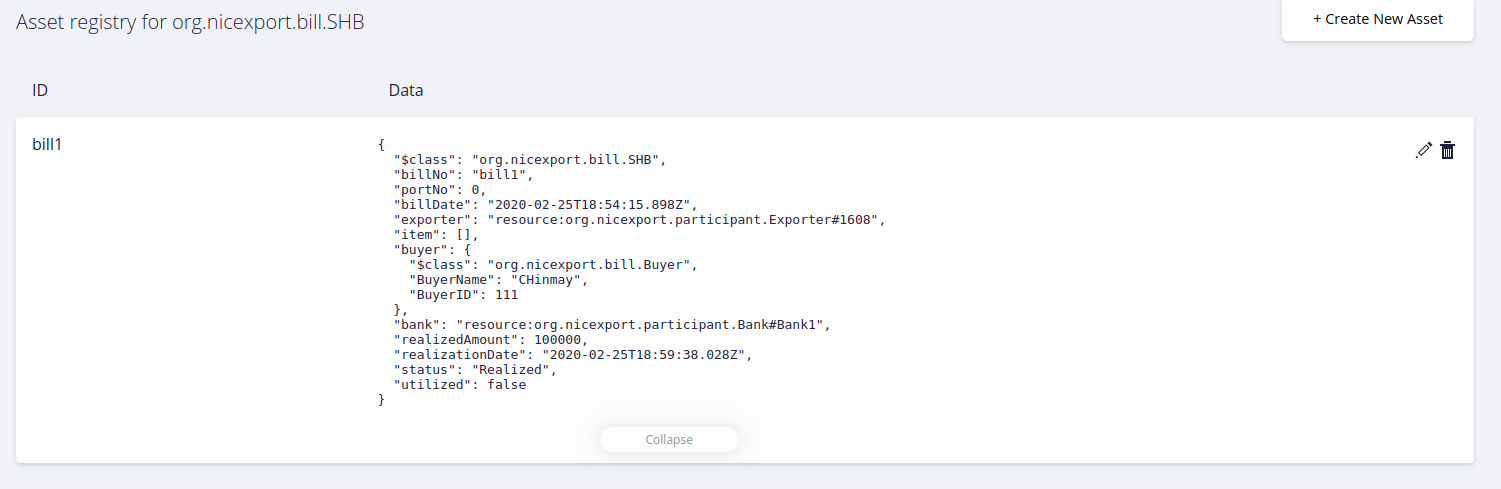 Asset registry for org.nicexport.bill.SHB
+ Create New Asset
ID
Data
bill1
{
"$class": "org.nicexport.bill.SHB",
"billNo": "bill1",
"portNo": 0,
"billDate": "2020-02-25T18:54:15.898Z",
"exporter": "resource:org.nicexport.participant.Exporter#1608",
"item": [],
"buyer": {
"$class": "org.nicexport.bill.Buyer",
"BuyerName": "CHinmay",
"BuyerID": 111
},
"bank": "resource:org.nicexport.participant.Bank#Bank1",
"realizedAmount": 100000,
"realizationDate": "2020-02-25T18:59:38.028Z",
"status": "Realized",
"utilized": false
}
Collapse